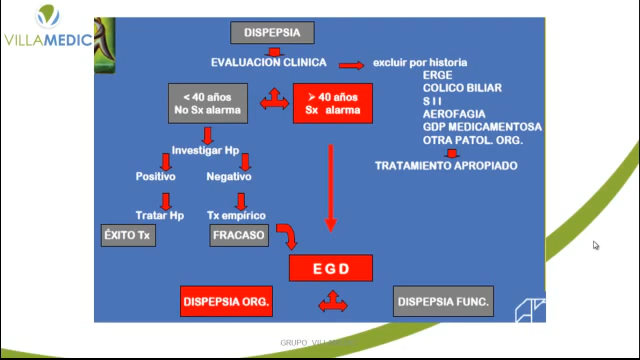 VILLAMEDIC
DISPEPSIA
EVALUACION CLINICA
excluir por historia
ERGE
COLICO BILIAR
S I I
AEROFAGIA
GDP MEDICAMENTOSA
OTRA PATOL. ORG.
TRATAMIENTO APROPIADO
< 40 años
No Sx alarma
➢ 40 años
Sx alarma
Investigar Hp
Positivo
Negativo
Tratar Hp
Tx empírico
ÉXITO Tx
FRACASO
E G D
DISPEPSIA ORG.
DISPEPSIA FUNC.
GRUPO VILLAMEDIC